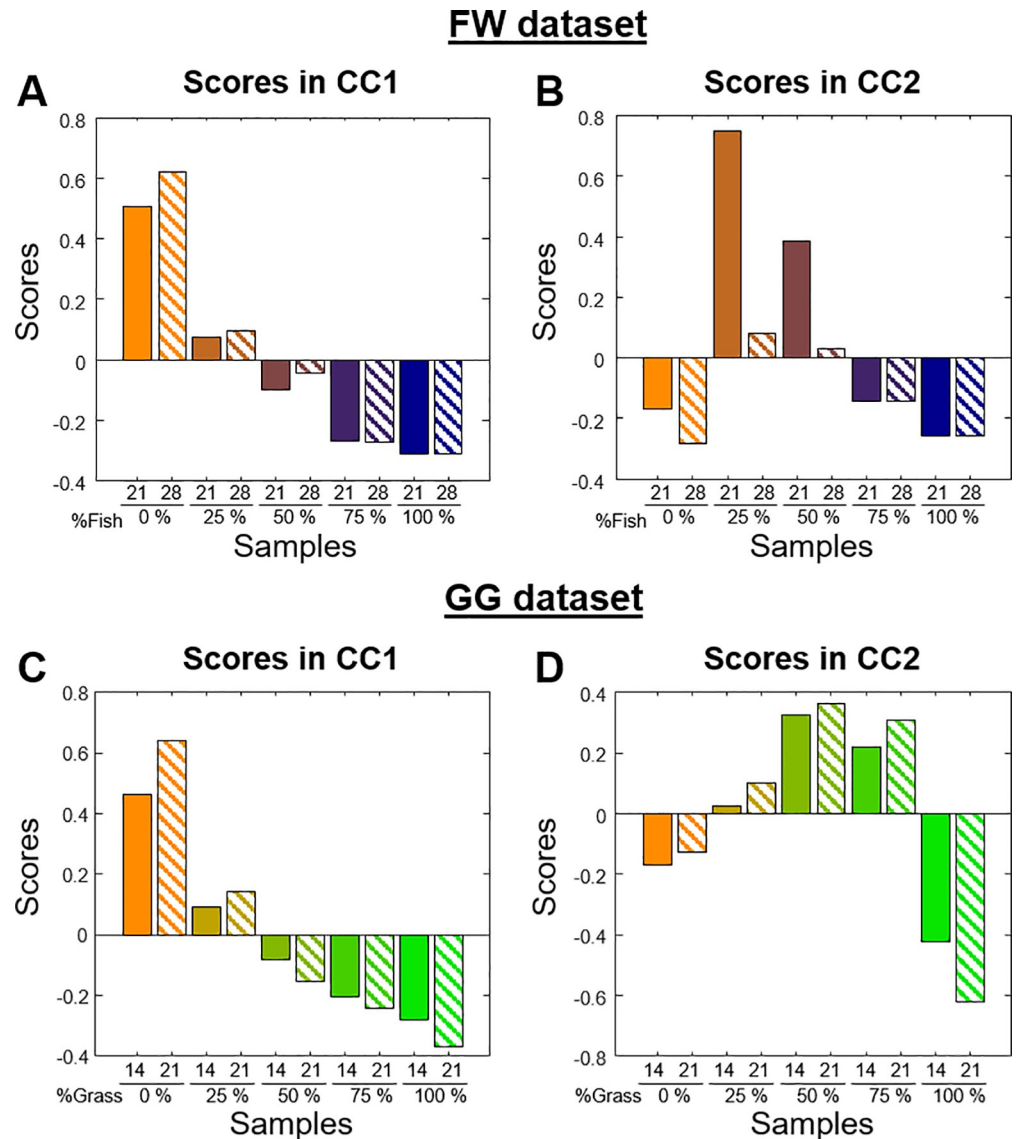 FW dataset
A
Scores in CC1
0.8
0.6
0.4
0.2
0
-0.2
-0.4
Scores
21 28 21 28 21 28 21 28 21 28
%Fish 0 % 25 % 50 % 75 % 100 %
Samples
B
Scores in CC2
0.8
0.6
0.4
0.2
0
-0.2
-0.4
Scores
21 28 21 28 21 28 21 28 21 28
%Fish 0 % 25 % 50 % 75 % 100 %
Samples
GG dataset
C
Scores in CC1
0.8
0.6
0.4
0.2
0
-0.2
-0.4
Scores
14 21 14 21 14 21 14 21 14 21
%Grass 0 % 25 % 50 % 75 % 100 %
Samples
D
Scores in CC2
0.4
0.2
0
-0.2
-0.4
-0.6
-0.8
Scores
14 21 14 21 14 21 14 21 14 21
%Grass 0 % 25 % 50 % 75 % 100 %
Samples